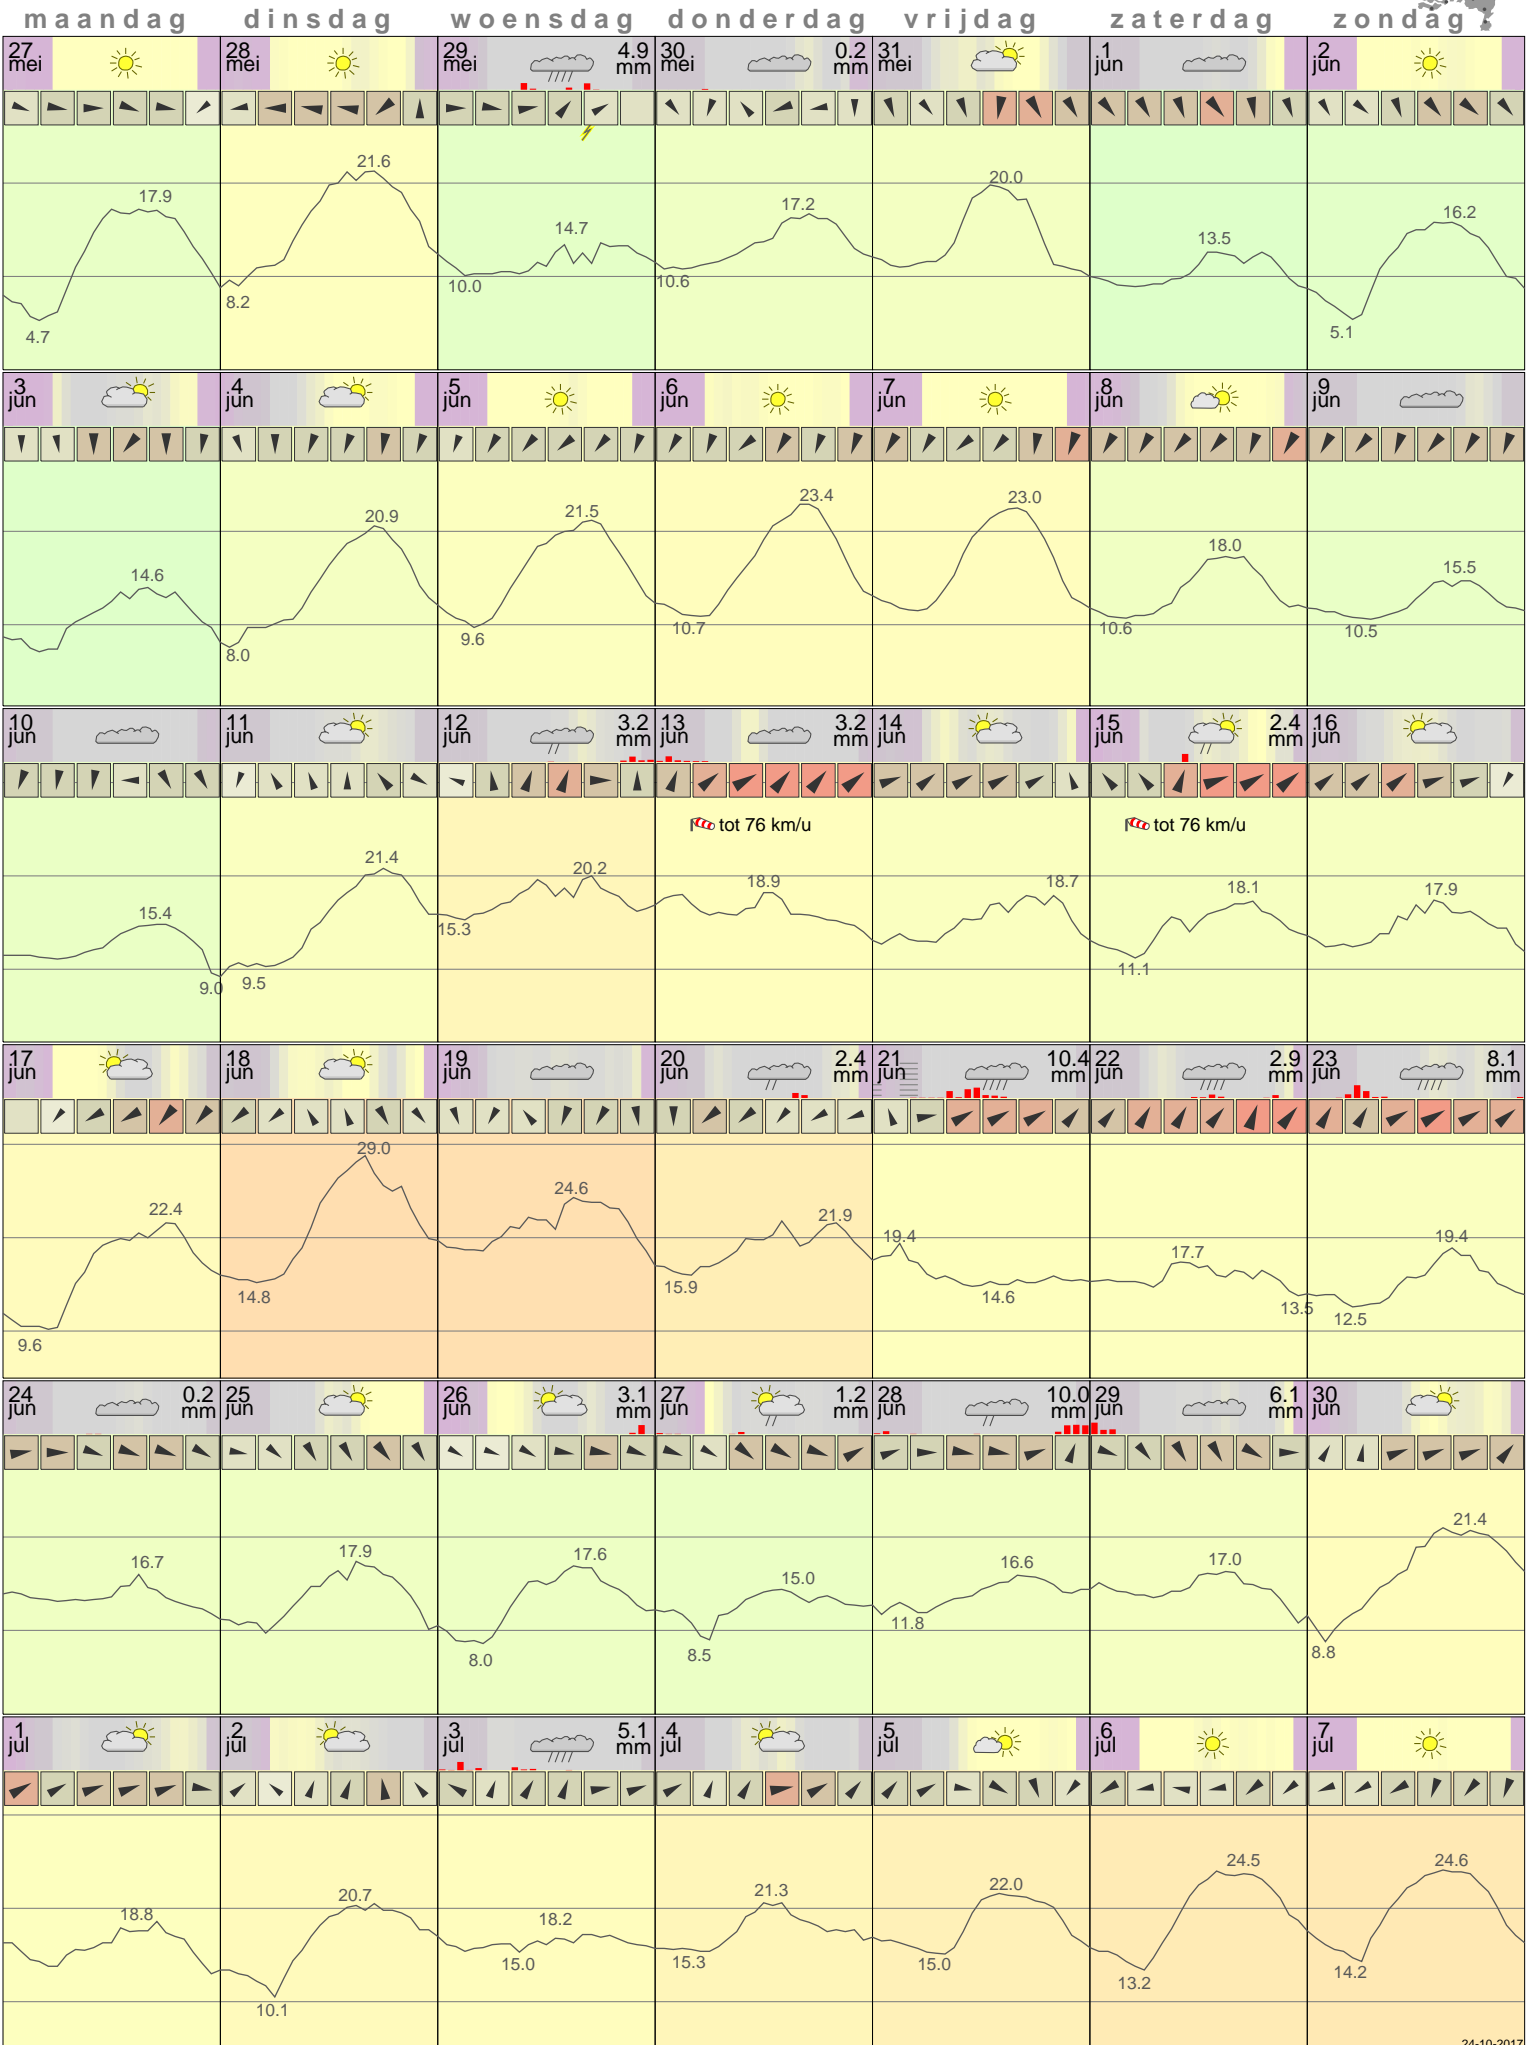 maandag dinsdag woensdag donderdag vrijdag zaterdag zondag
27 mei 28 mei 29 mei 4.9 mm 30 mei 0.2 mm 31 mei 1 jun 2 jun
17.9 21.6 14.7 17.2 20.0 13.5 16.2
4.7 8.2 10.0 10.6 5.1
3 jun 4 jun 5 jun 6 jun 7 jun 8 jun 9 jun
14.6 20.9 21.5 23.4 23.0 18.0 15.5
8.0 9.6 10.7 10.6 10.5
10 jun 11 jun 12 jun 3.2 mm 13 jun 3.2 mm 14 jun 15 jun 2.4 mm 16 jun
tot 76 km/u tot 76 km/u
15.4 21.4 20.2 18.9 18.7 18.1 17.9
9.0 9.5 15.3 11.1
17 jun 18 jun 19 jun 20 jun 2.4 mm 21 jun 10.4 mm 22 jun 2.9 mm 23 jun 8.1 mm
22.4 29.0 24.6 21.9 19.4 17.7 19.4
9.6 14.8 15.9 14.6 13.5 12.5
24 jun 0.2 mm 25 jun 26 jun 3.1 mm 27 jun 1.2 mm 28 jun 10.0 mm 29 jun 6.1 mm 30 jun
16.7 17.9 17.6 15.0 16.6 17.0 21.4
8.0 8.5 11.8 8.8
1 jul 2 jul 3 jul 5.1 mm 4 jul 5 jul 6 jul 7 jul
18.8 20.7 18.2 21.3 22.0 24.5 24.6
10.1 15.0 15.3 15.0 13.2 14.2
24-10-2017